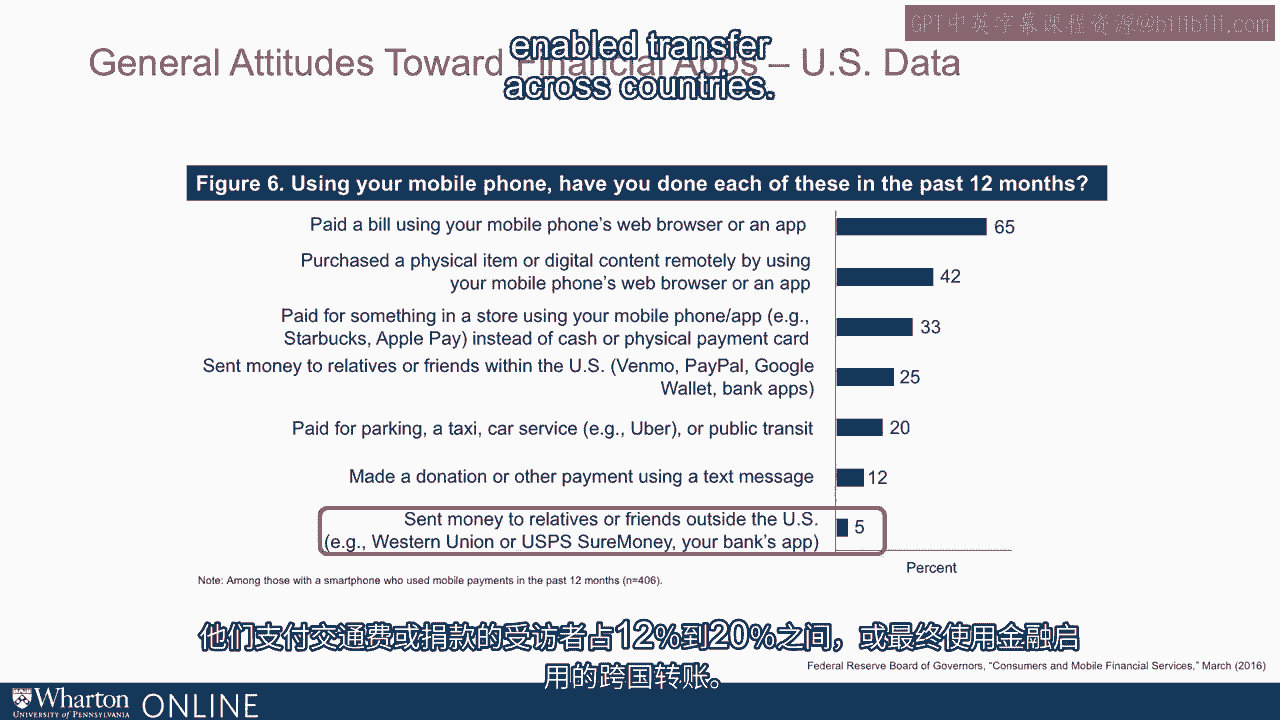 GPT中英字幕课程资源@bilibili.com
General Attitudes Toward Financial Apps – U.S. Data
enabled transfer
across countries.
Figure 6. Using your mobile phone, have you done each of these in the past 12 months?
Paid a bill using your mobile phone's web browser or an app 65
Purchased a physical item or digital content remotely by using
your mobile phone's web browser or an app 42
Paid for something in a store using your mobile phone/app (e.g.,
Starbucks, Apple Pay) instead of cash or physical payment card 33
Sent money to relatives or friends within the U.S. (Venmo, PayPal, Google
Wallet, bank apps) 25
Paid for parking, a taxi, car service (e.g., Uber), or public transit 20
Made a donation or other payment using a text message 12
Sent money to relatives or friends outside the U.S.
(e.g., Western Union or USPS SureMoney, your bank's app) 5
Percent
Note: Among those with a smartphone who used mobile payments in the past 12 months (n=406).
他们支付交通费或捐款的受访者占12%到20%之间，或最终使用金融启
用的跨国转账。
Federal Reserve Board of Governors, "Consumers and Mobile Financial Services," March (2016)
Wharton
UNIVERSITY of PENNSYLVANIA
ONLINE